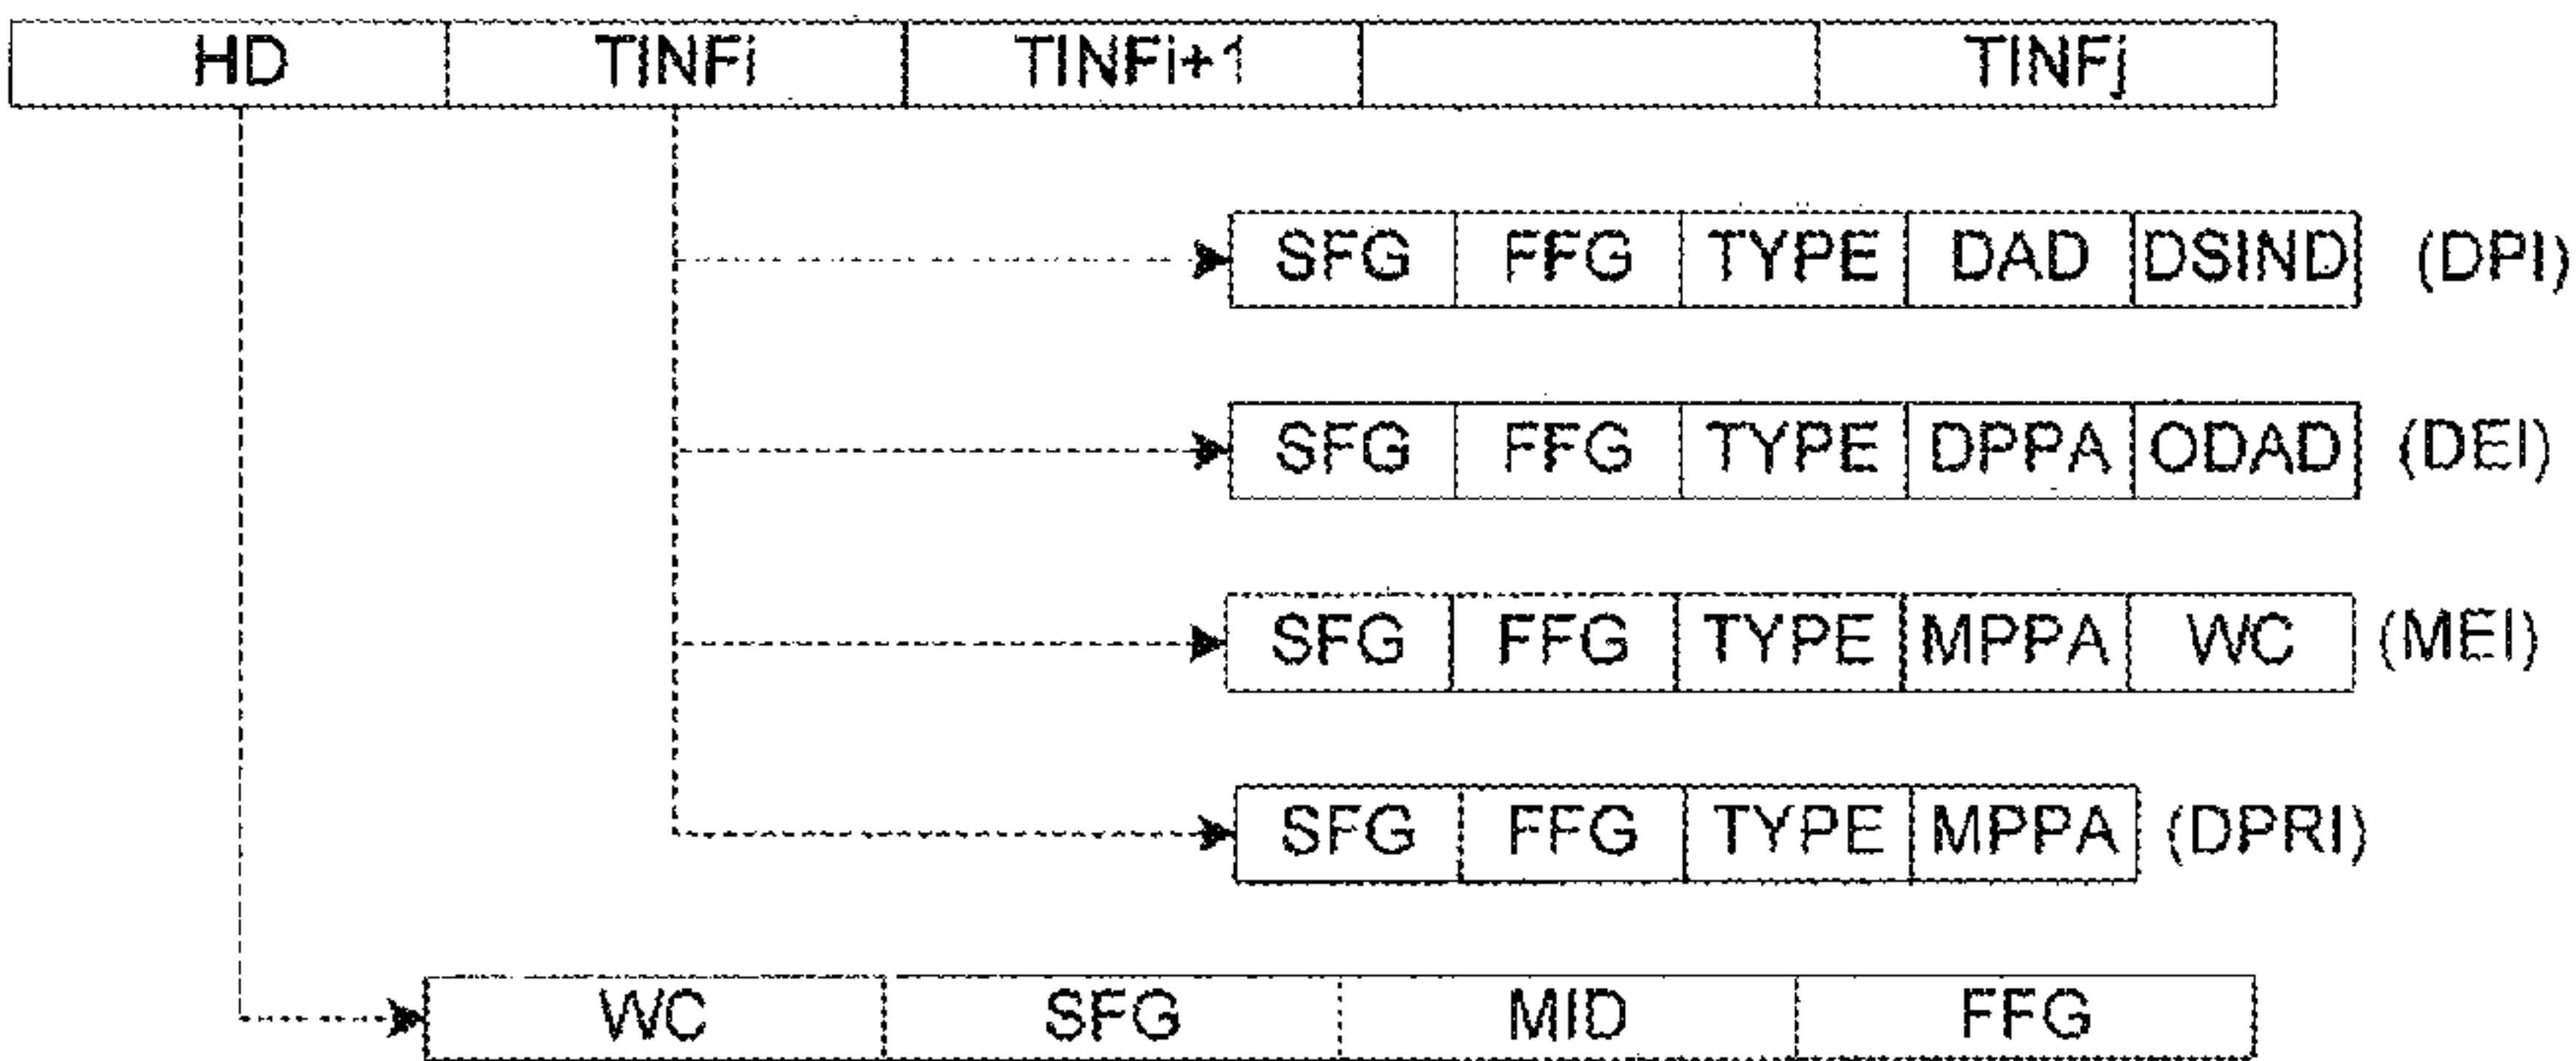 HD TINFi TINFi+1 TINFj
SFG FFG TYPE DAD DSIND (DPI)
SFG FFG TYPE DPPA ODAD (DEI)
SFG FFG TYPE MPPA WC (MEI)
SFG FFG TYPE MPPA (DPRI)
WC SFG MID FFG